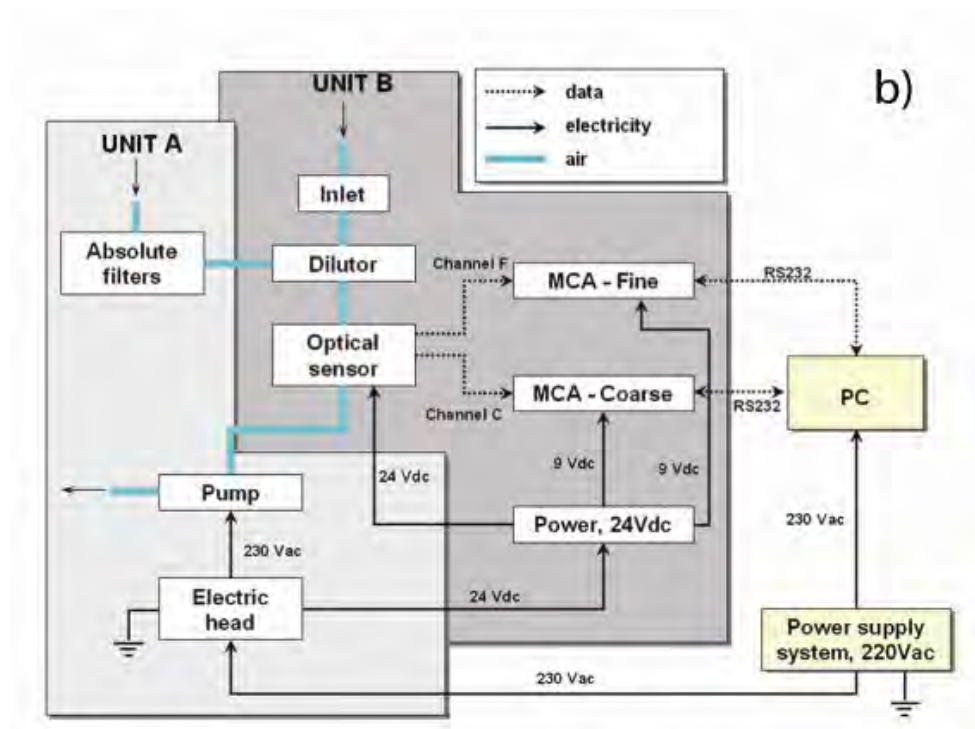 b)
UNIT B
data
electricity
air
UNIT A
Inlet
Absolute
filters
Dilutor
Channel F
MCA - Fine
RS232
Optical
sensor
MCA - Coarse
Channel C
RS232
PC
24 Vdc
9 Vdc
9 Vdc
Pump
Power, 24Vdc
230 Vac
230 Vac
Electric
head
24 Vdc
Power supply
system, 220Vac
230 Vac